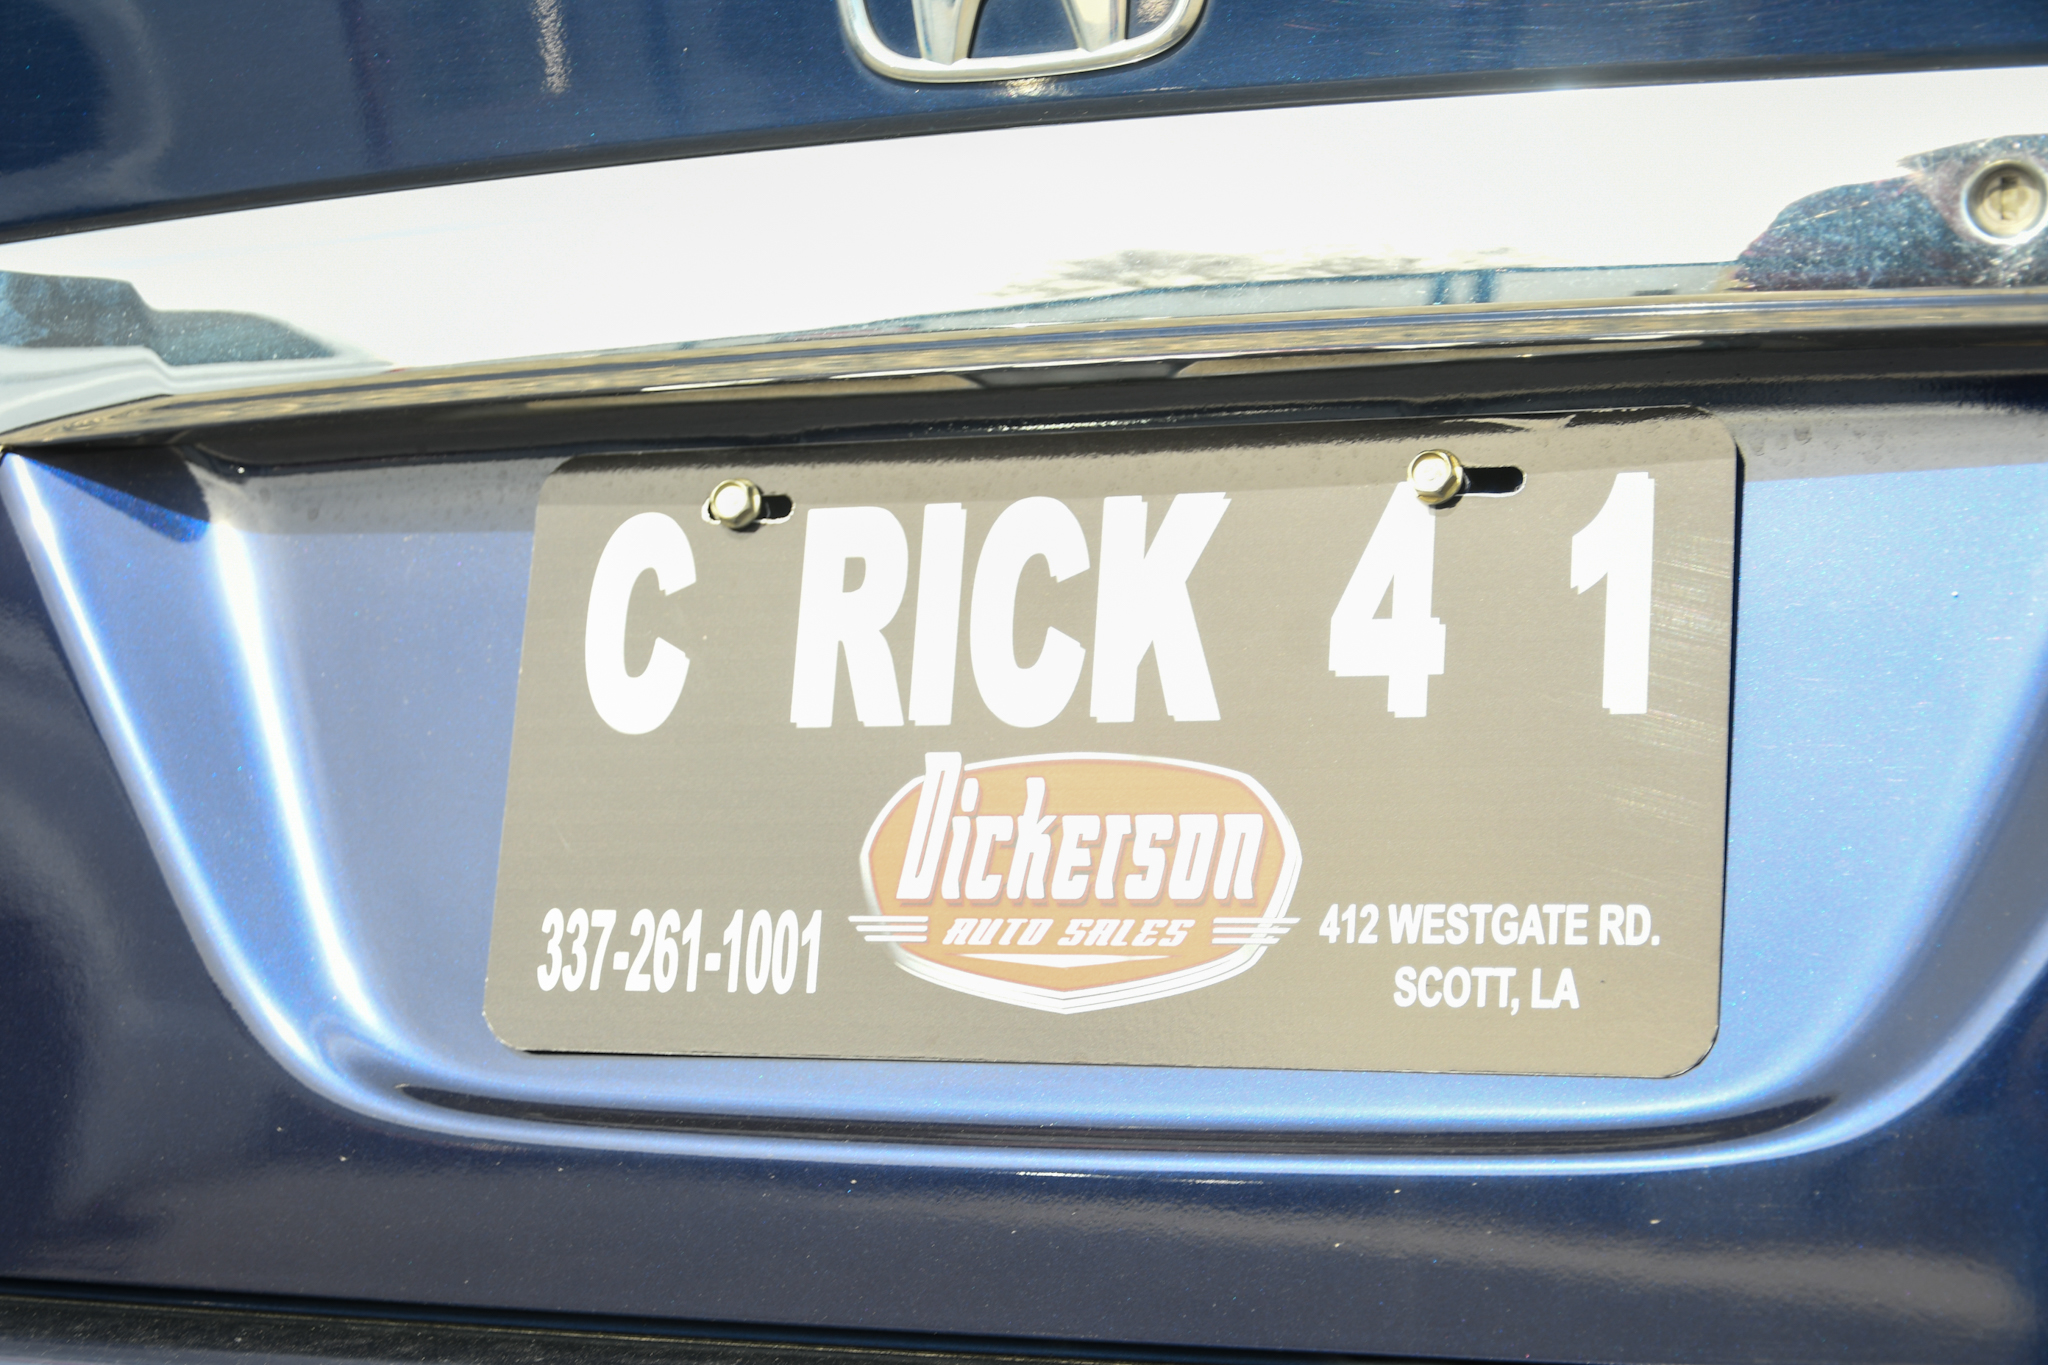 C RICK 4 1
Dickerson
AUTO SALES
337-261-1001
412 WESTGATE RD.
SCOTT, LA